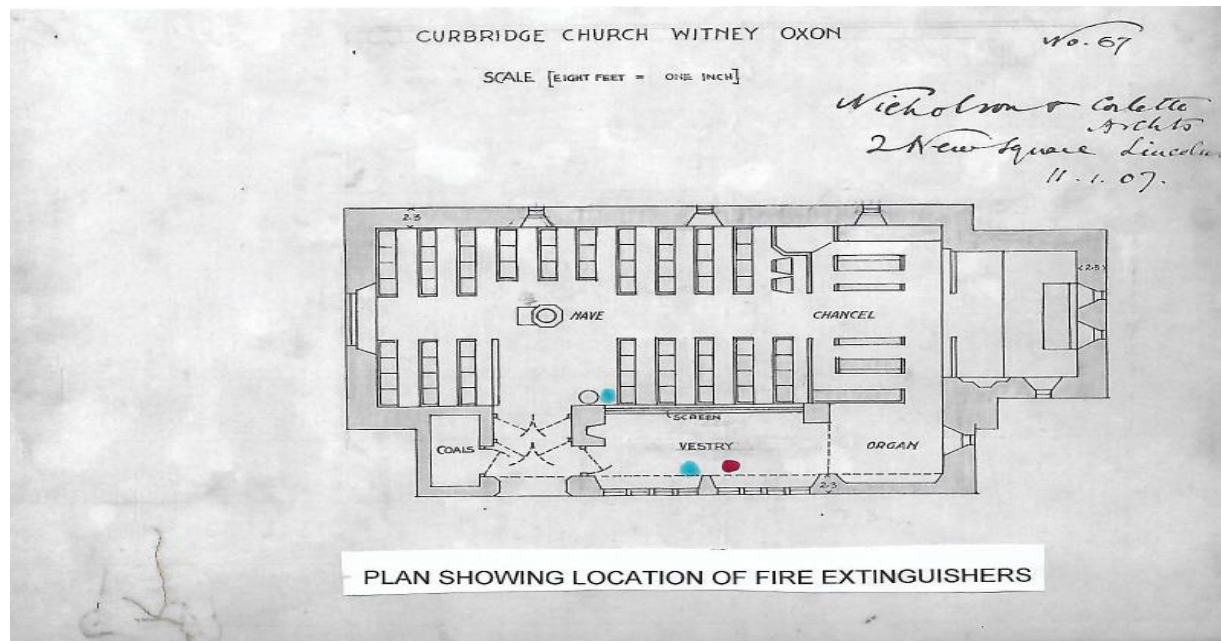 CURBRIDGE CHURCH WITNEY OXON
No. 67
SCALE [EIGHT FEET = ONE INCH]
Nicholson & Corlette
Archts
2 New Square Lincolns
11.1.07.
2.3
2.3
NAVE
CHANCEL
SCREEN
COALS
VESTRY
ORGAN
2.3
PLAN SHOWING LOCATION OF FIRE EXTINGUISHERS